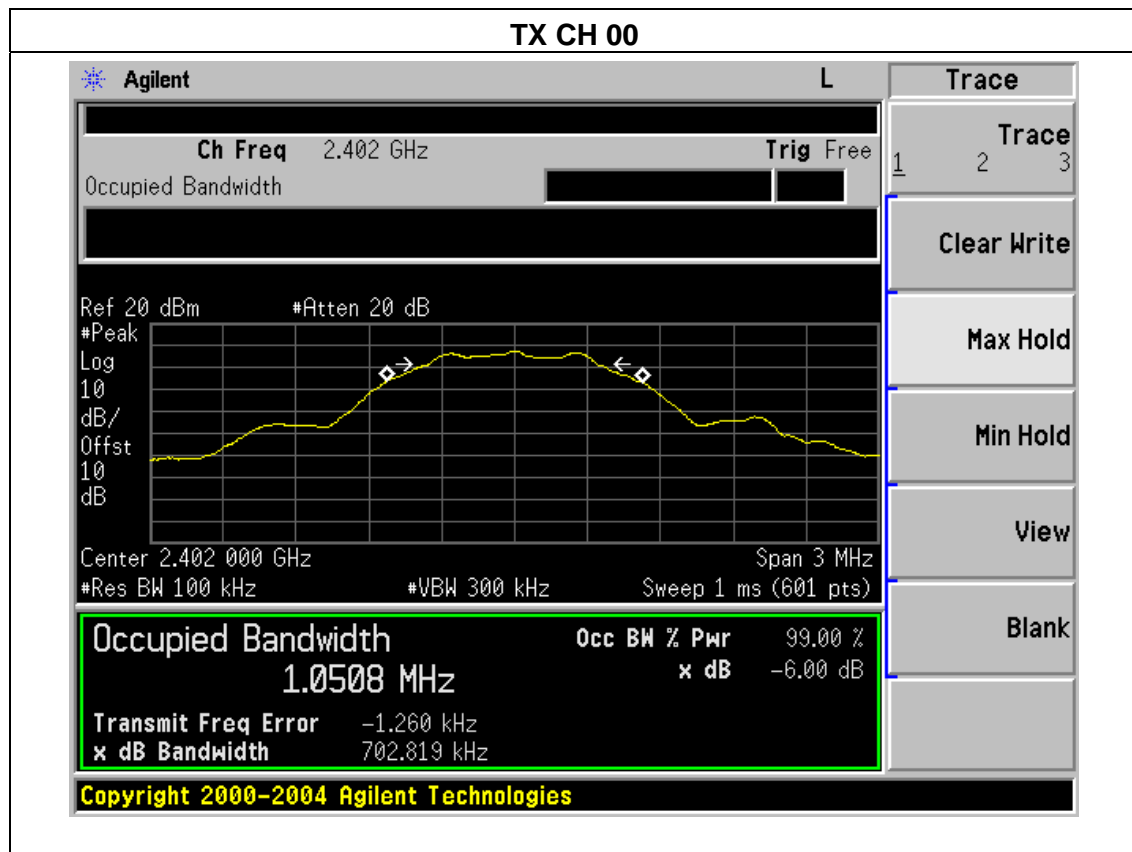 TX CH 00
Agilent L Trace
Ch Freq 2.402 GHz Trig Free
Occupied Bandwidth
Trace
1 2 3
Clear Write
Max Hold
Min Hold
View
Blank
Ref 20 dBm #Atten 20 dB
#Peak
Log
10
dB/
Offst
10
dB
Center 2.402 000 GHz Span 3 MHz
#Res BW 100 kHz #VBW 300 kHz Sweep 1 ms (601 pts)
Occupied Bandwidth Occ BW % Pwr 99.00 %
1.0508 MHz x dB -6.00 dB
Transmit Freq Error -1.260 kHz
x dB Bandwidth 702.819 kHz
Copyright 2000-2004 Agilent Technologies